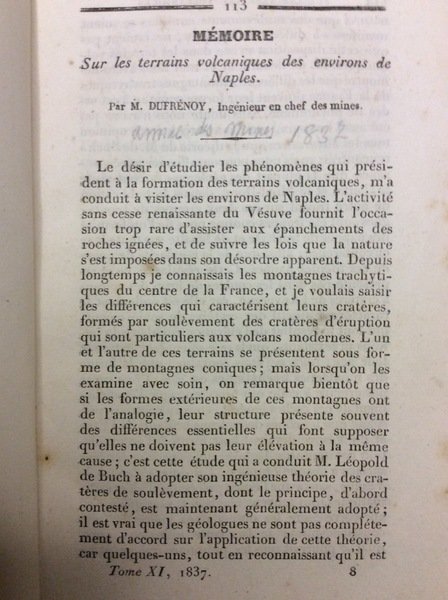 113
MÉMOIRE
Sur les terrains volcaniques des environs de
Naples.
Par M. DUFRÉNOY, Ingénieur en chef des mines.
annal des Mines 1837
Le désir d'étudier les phénomènes qui prési-
dent à la formation des terrains volcaniques, m'a
conduit à visiter les environs de Naples. L'activité
sans cesse renaissante du Vésuve fournit l'occa-
sion trop rare d'assister aux épanchements des
roches ignées, et de suivre les lois que la nature
s'est imposées dans son désordre apparent. Depuis
longtemps je connaissais les montagnes trachyti-
ques du centre de la France, et je voulais saisir
les différences qui caractérisent leurs cratères,
formés par soulèvement des cratères d'éruption
qui sont particuliers aux volcans modernes. L'un
et l'autre de ces terrains se présentent sous for-
me de montagnes coniques ; mais lorsqu'on les
examine avec soin, on remarque bientôt que
si les formes extérieures de ces montagnes ont
de l'analogie, leur structure présente souvent
des différences essentielles qui font supposer
qu'elles ne doivent pas leur élévation à la même
cause ; c'est cette étude qui a conduit M. Léopold
de Buch à adopter son ingénieuse théorie des cra-
tères de soulèvement, dont le principe, d'abord
contesté, est maintenant généralement adopté ;
il est vrai que les géologues ne sont pas compléte-
ment d'accord sur l'application de cette théorie,
car quelques-uns, tout en reconnaissant qu'il est
Tome XI, 1837. 8